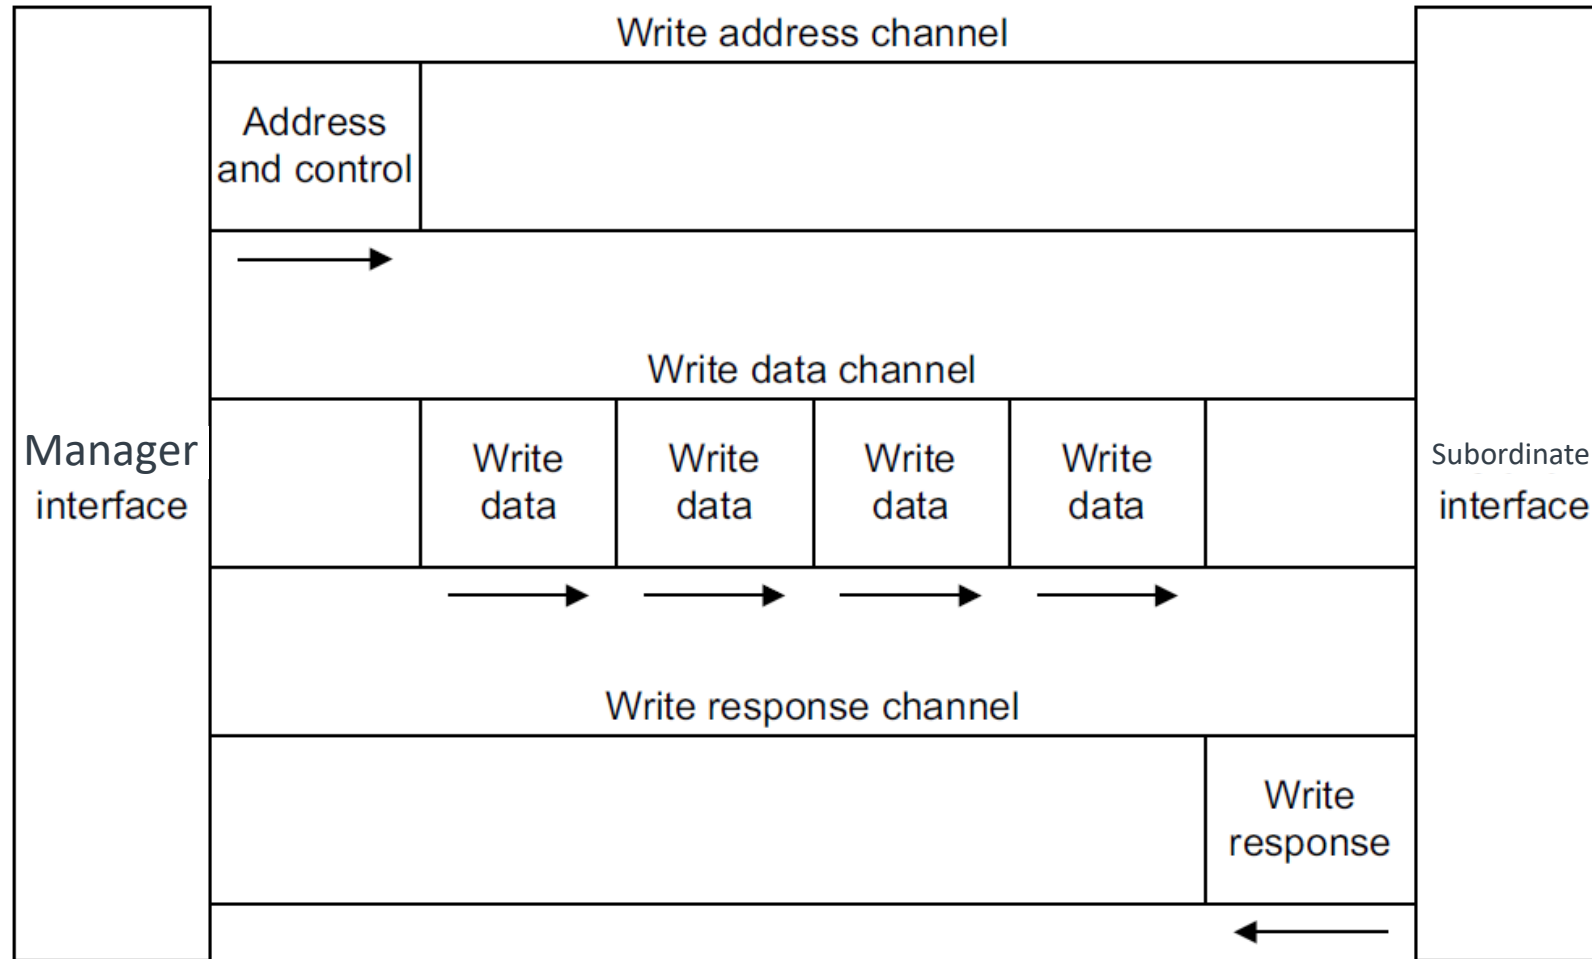 Write address channel
Address
and control
Write data channel
Manager
interface
Write
data
Write
data
Write
data
Write
data
Subordinate
interface
Write response channel
Write
response